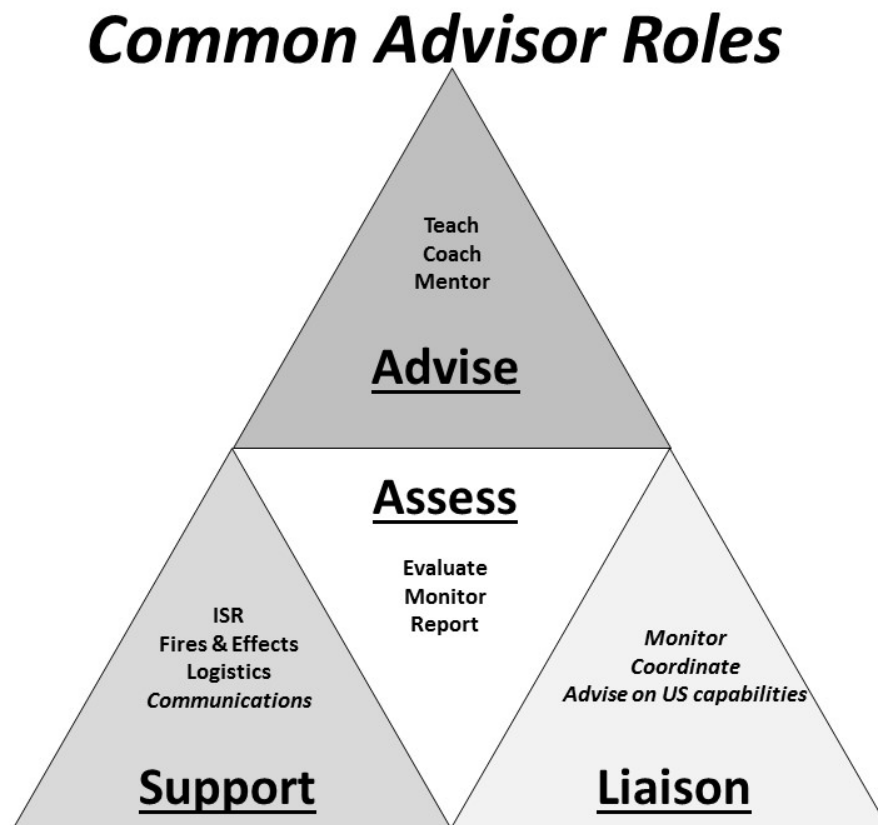 Common Advisor Roles
Teach
Coach
Mentor
Advise
Assess
Evaluate
Monitor
Report
ISR
Fires & Effects
Logistics
Communications
Support
Monitor
Coordinate
Advise on US capabilities
Liaison